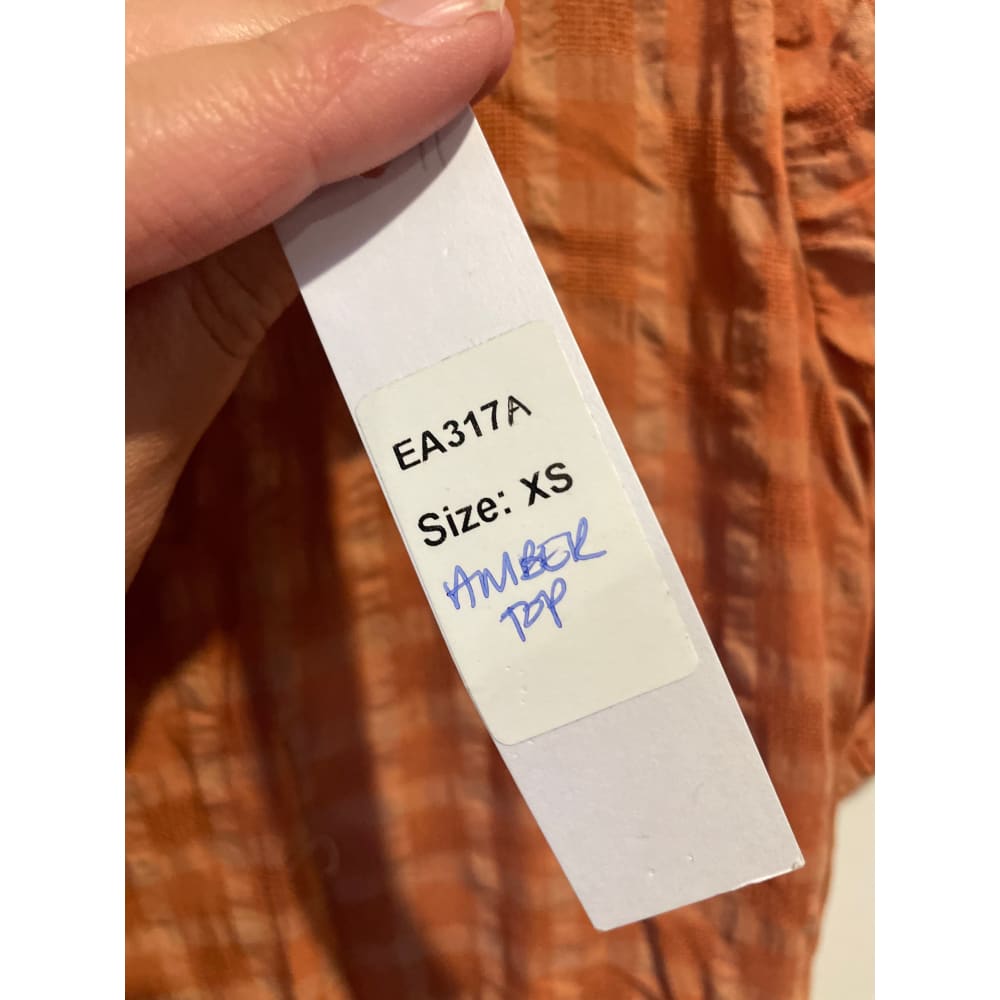 EA317A
Size: XS
AMBER
TOP